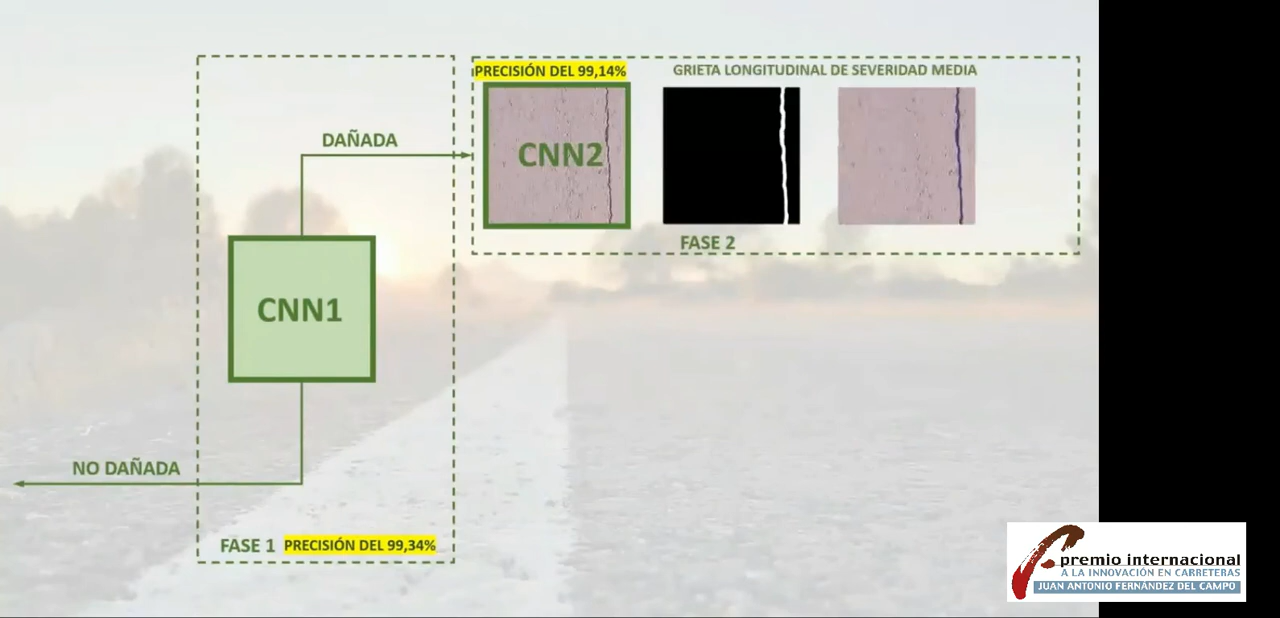 PRECISIÓN DEL 99,14%
GRIETA LONGITUDINAL DE SEVERIDAD MEDIA
DAÑADA
CNN2
FASE 2
CNN1
NO DAÑADA
FASE 1 PRECISIÓN DEL 99,34%
premio internacional
A LA INNOVACIÓN EN CARRETERAS
JUAN ANTONIO FERNÁNDEZ DEL CAMPO